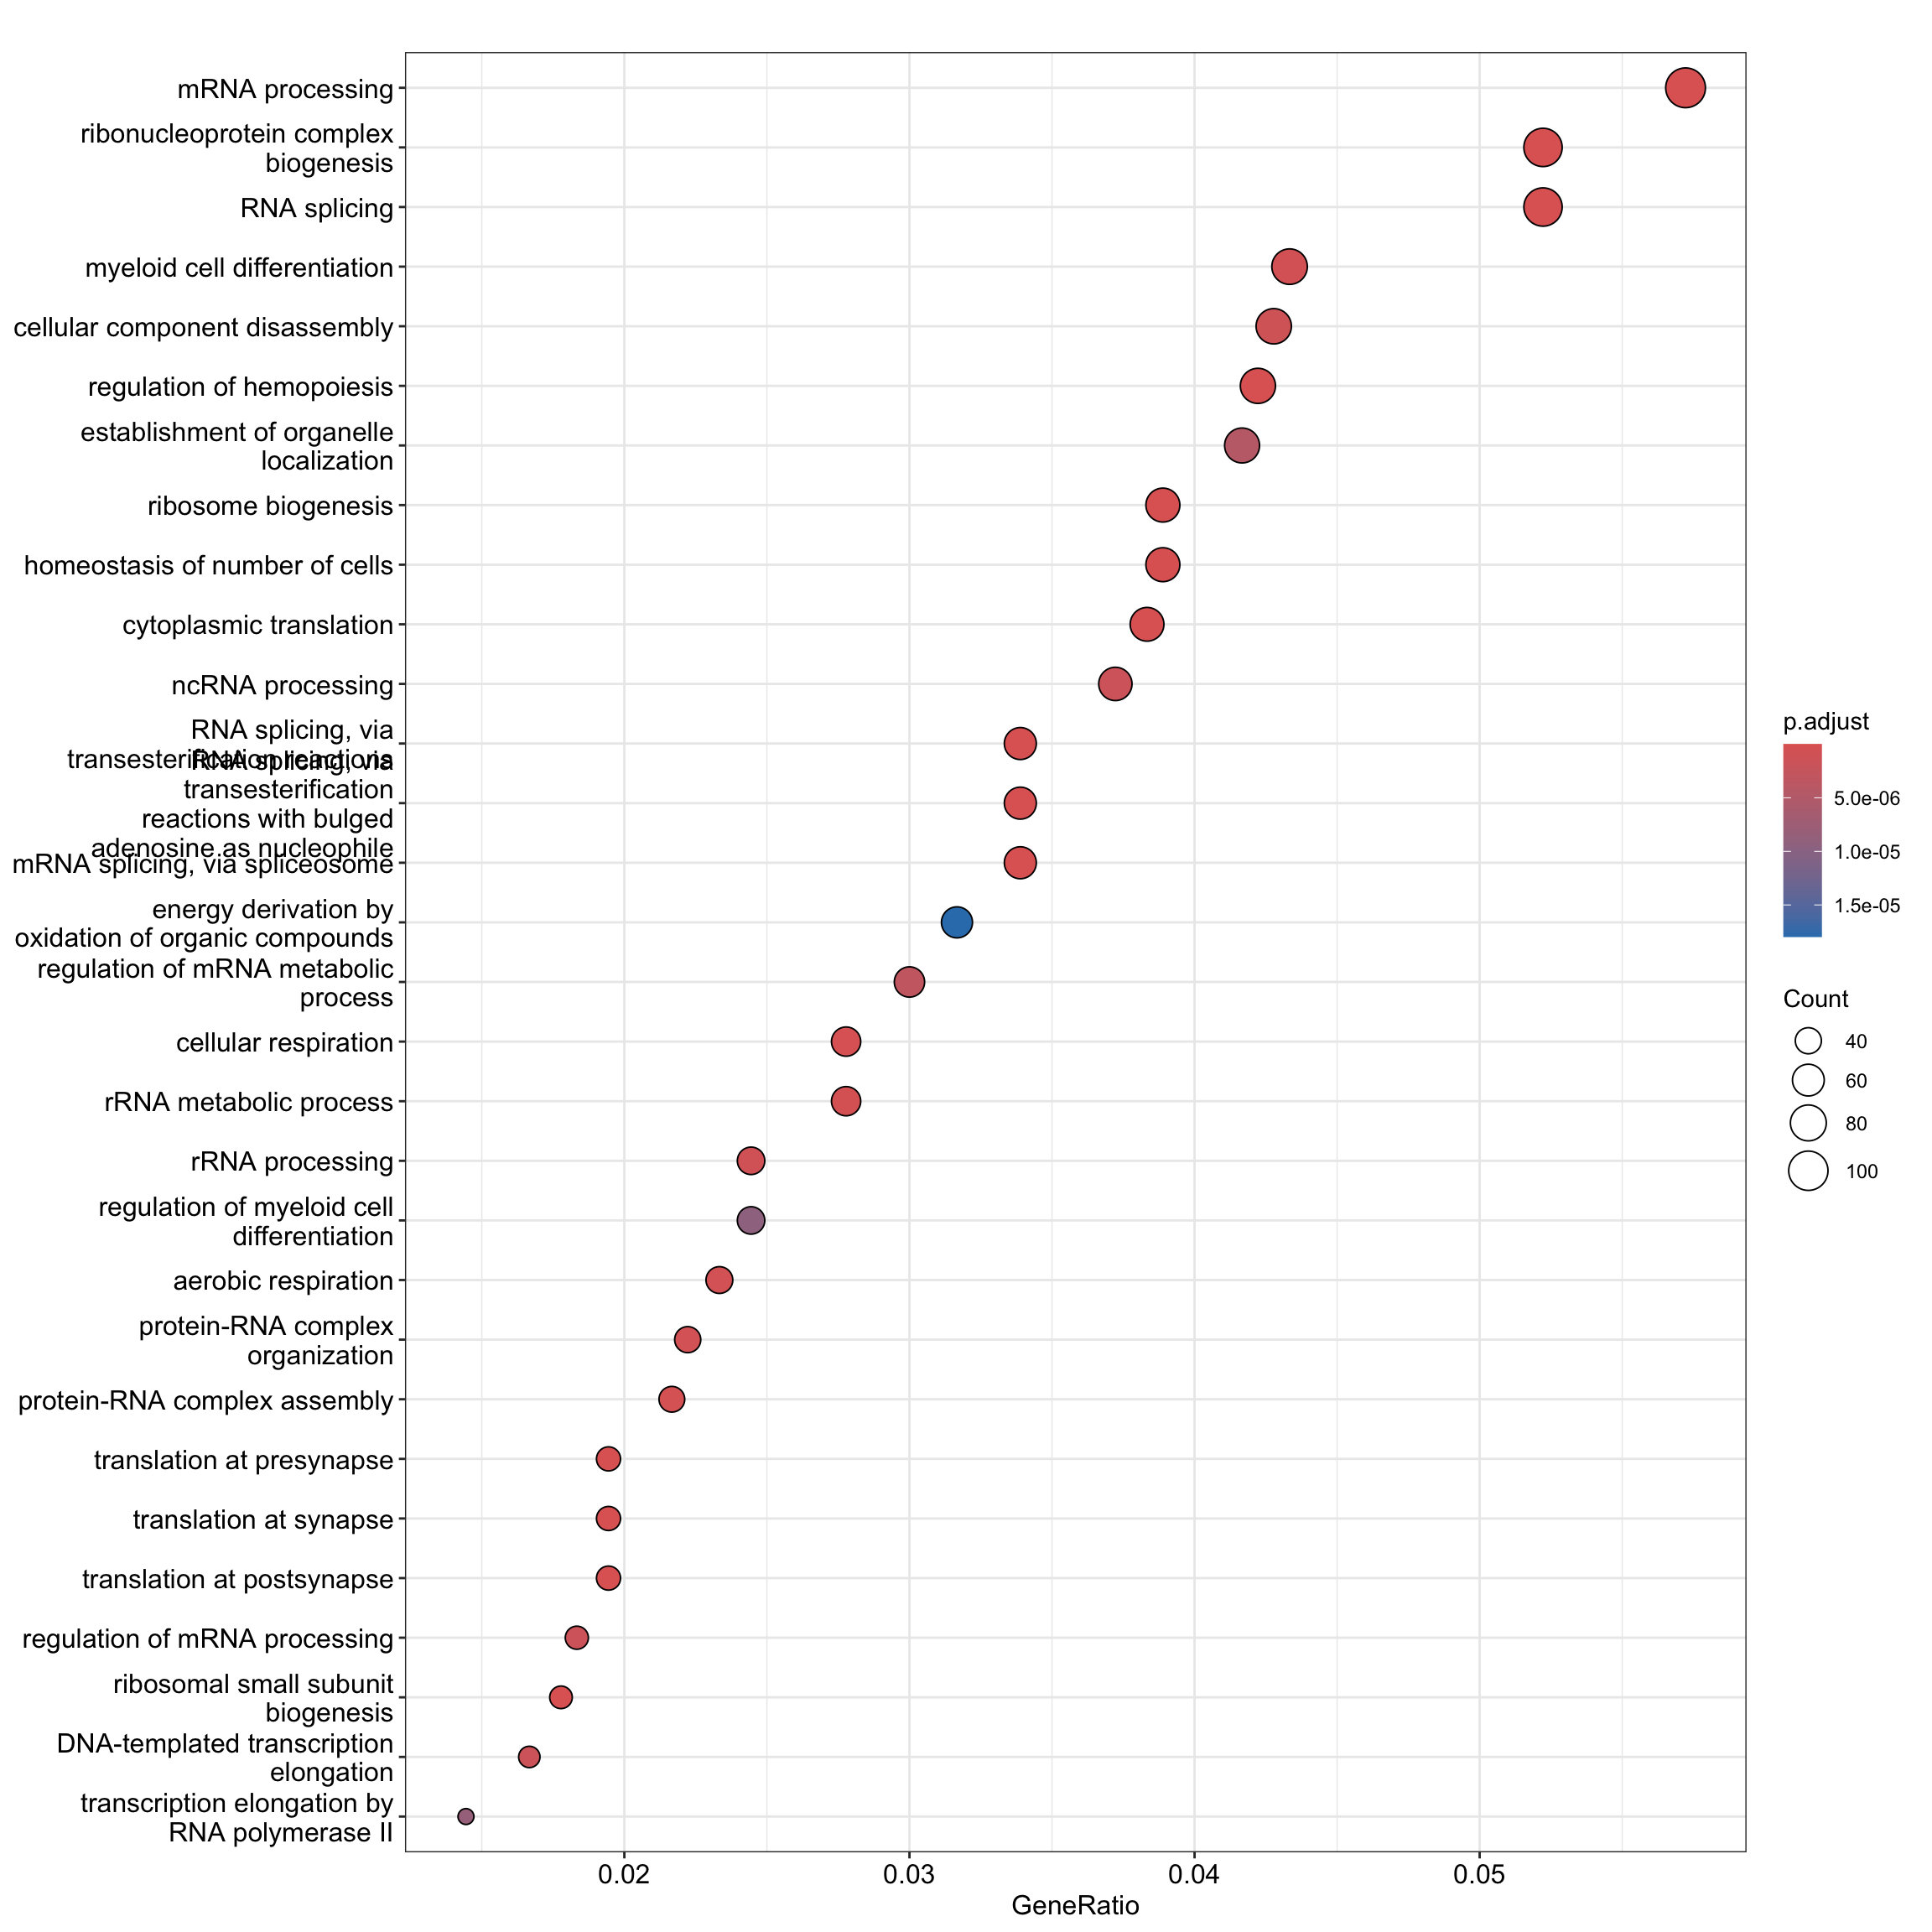 mRNA processing
ribonucleoprotein complex
biogenesis
RNA splicing
myeloid cell differentiation
cellular component disassembly
regulation of hemopoiesis
establishment of organelle
localization
ribosome biogenesis
homeostasis of number of cells
cytoplasmic translation
ncRNA processing
RNA splicing, via
transesterification reactions
RNA splicing, via
transesterification
reactions with bulged
adenosine as nucleophile
mRNA splicing, via spliceosome
energy derivation by
oxidation of organic compounds
regulation of mRNA metabolic
process
cellular respiration
rRNA metabolic process
rRNA processing
regulation of myeloid cell
differentiation
aerobic respiration
protein-RNA complex
organization
protein-RNA complex assembly
translation at presynapse
translation at synapse
translation at postsynapse
regulation of mRNA processing
ribosomal small subunit
biogenesis
DNA-templated transcription
elongation
transcription elongation by
RNA polymerase II
0.02 0.03 0.04 0.05
GeneRatio
p.adjust
5.0e-06
1.0e-05
1.5e-05
Count
40
60
80
100